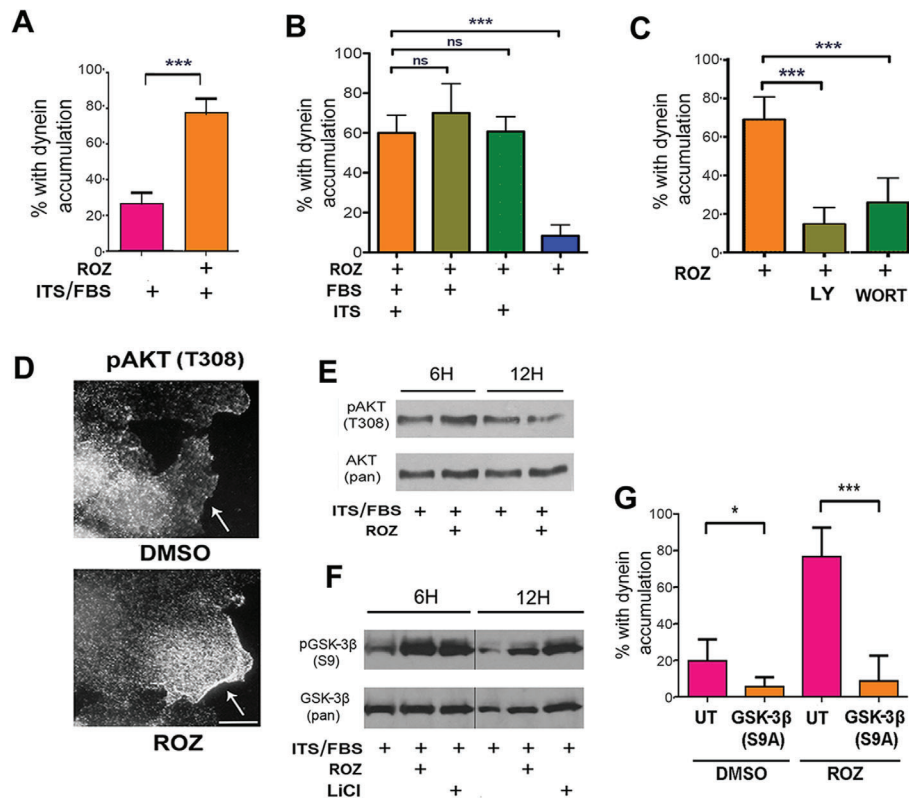 A
% with dynein
accumulation
100
80
60
40
20
0
***
ROZ +
ITS/FBS + +
B
% with dynein
accumulation
100
80
60
40
20
0
***
ns
ns
ROZ + + + +
FBS + +
ITS + +
C
% with dynein
accumulation
100
80
60
40
20
0
***
***
ROZ + + +
LY WORT
D
pAKT (T308)
DMSO
ROZ
E
6H 12H
pAKT
(T308)
AKT
(pan)
ITS/FBS + + + +
ROZ + +
F
6H 12H
pGSK-3β
(S9)
GSK-3β
(pan)
ITS/FBS + + + + + +
ROZ + +
LiCl + +
G
% with dynein
accumulation
100
80
60
40
20
0
*
***
UT GSK-3β UT GSK-3β
(S9A) (S9A)
DMSO ROZ